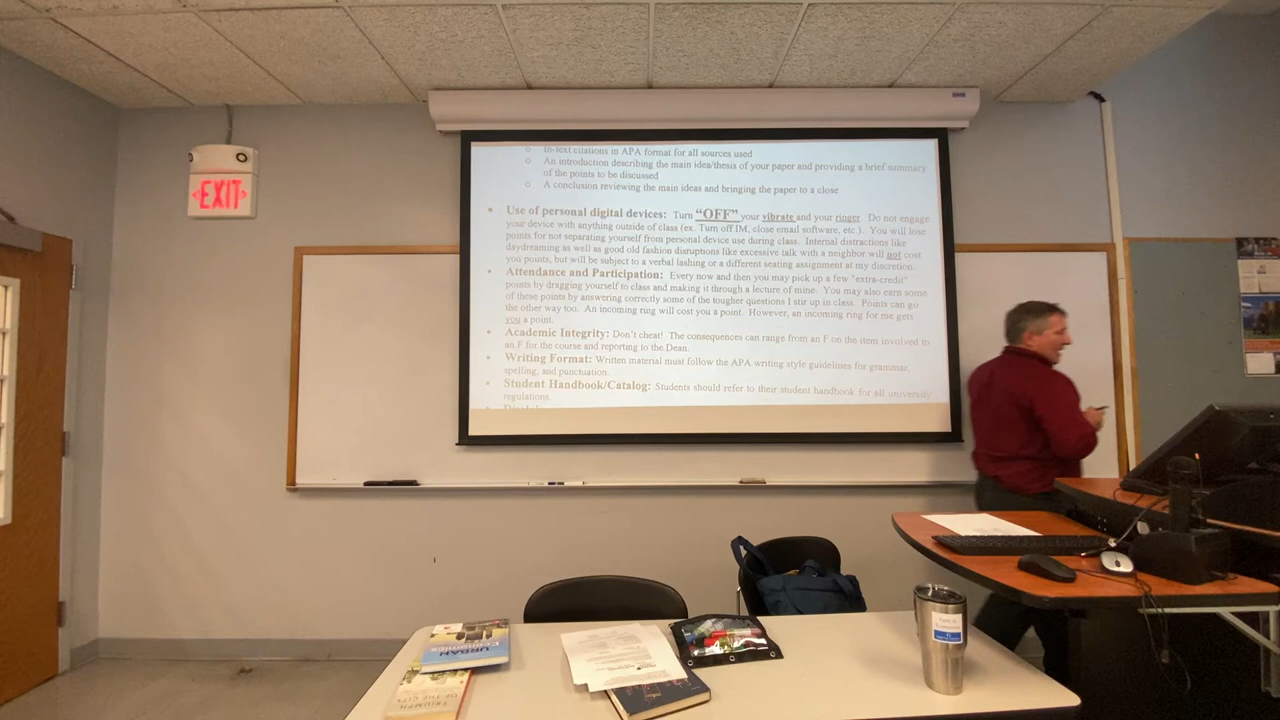 In-text citations in APA format for all sources used
An introduction describing the main idea/thesis of your paper and providing a brief summary
of the points to be discussed
A conclusion reviewing the main ideas and bringing the paper to a close
Use of personal digital devices: Turn “OFF” your vibrate and your ringer. Do not engage
your device with anything outside of class (ex. Turn off IM, close email software, etc.). You will lose
points for not separating yourself from personal device use during class. Internal distractions like
daydreaming as well as good old fashion disruptions like excessive talk with a neighbor will not cost
you points, but will be subject to a verbal lashing or a different seating assignment at my discretion.
Attendance and Participation: Every now and then you may pick up a few "extra-credit"
points by dragging yourself to class and making it through a lecture of mine. You may also earn some
of these points by answering correctly some of the tougher questions I stir up in class. Points can go
the other way too. An incoming ring will cost you a point. However, an incoming ring for me gets
you a point.
Academic Integrity: Don't cheat! The consequences can range from an F on the item involved to
an F for the course and reporting to the Dean.
Writing Format: Written material must follow the APA writing style guidelines for grammar,
spelling, and punctuation.
Student Handbook/Catalog: Students should refer to their student handbook for all university
regulations.
EXIT
URBAN
Economics
TRIUMPH
OF THE CITY